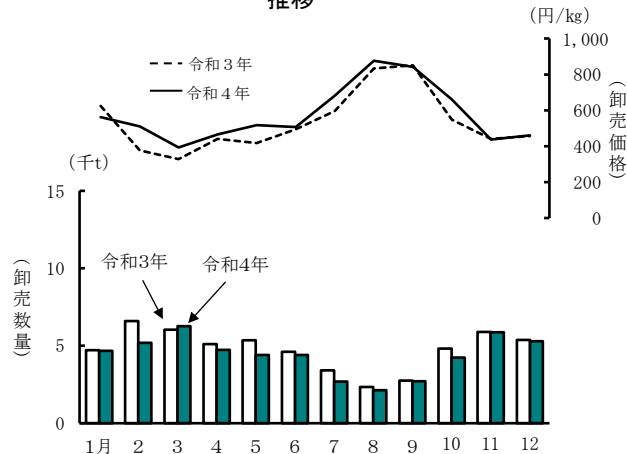 推移
(円/kg)
1,000
800
600
400
200
0
(卸売価格)
令和３年
令和４年
(千t)
15
10
5
0
(卸売数量)
令和3年
令和4年
1月 2 3 4 5 6 7 8 9 10 11 12